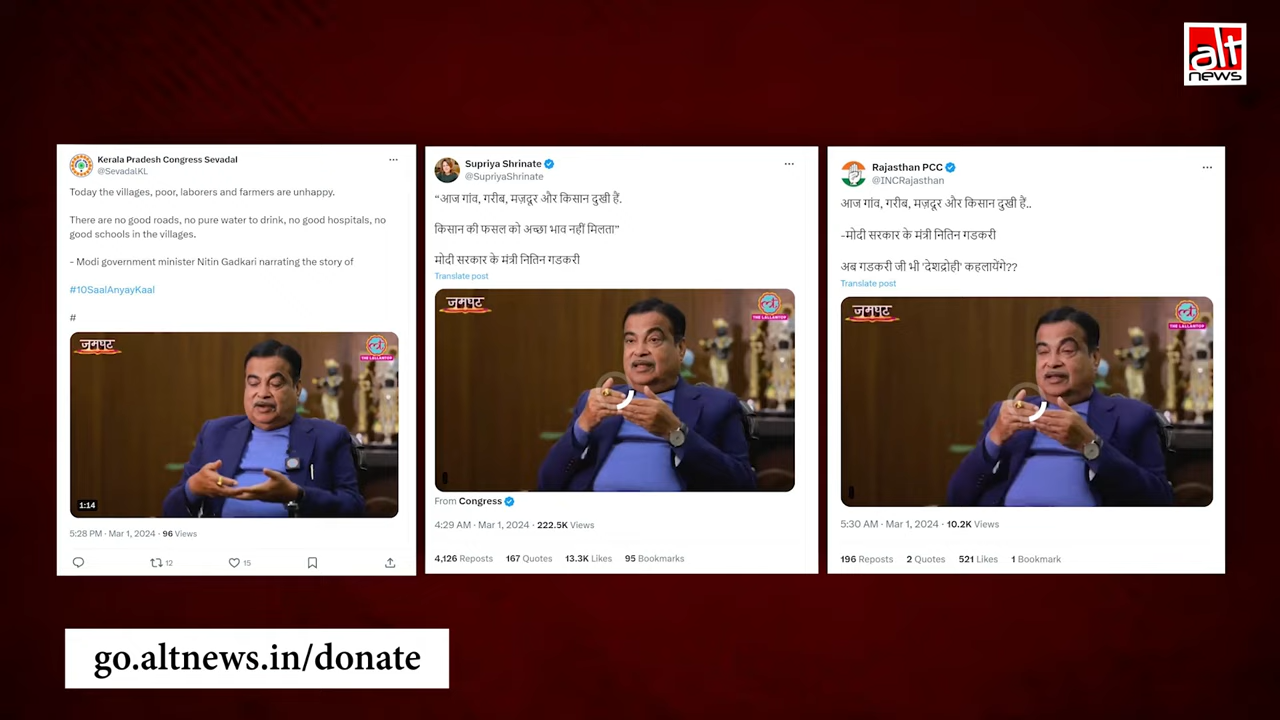 alt
news
Kerala Pradesh Congress Sevadal
@SevadalKL
Today the villages, poor, laborers and farmers are unhappy.
There are no good roads, no pure water to drink, no good hospitals, no
good schools in the villages.
- Modi government minister Nitin Gadkari narrating the story of
#10SaalAnyayKaal
#
जमघट
THE LALLANTOP
1:14
5:28 PM · Mar 1, 2024 · 96 Views
12
15
Supriya Shrinate
@SupriyaShrinate
“आज गांव, गरीब, मज़दूर और किसान दुखी हैं.
किसान की फसल को अच्छा भाव नहीं मिलता”
मोदी सरकार के मंत्री नितिन गडकरी
Translate post
जमघट
THE LALLANTOP
From Congress
4:29 AM · Mar 1, 2024 · 222.5K Views
4,126 Reposts 167 Quotes 13.3K Likes 95 Bookmarks
Rajasthan PCC
@INCRajasthan
आज गांव, गरीब, मज़दूर और किसान दुखी हैं..
-मोदी सरकार के मंत्री नितिन गडकरी
अब गडकरी जी भी 'देशद्रोही' कहलायेंगे??
Translate post
जमघट
THE LALLANTOP
5:30 AM · Mar 1, 2024 · 10.2K Views
196 Reposts 2 Quotes 521 Likes 1 Bookmark
go.altnews.in/donate